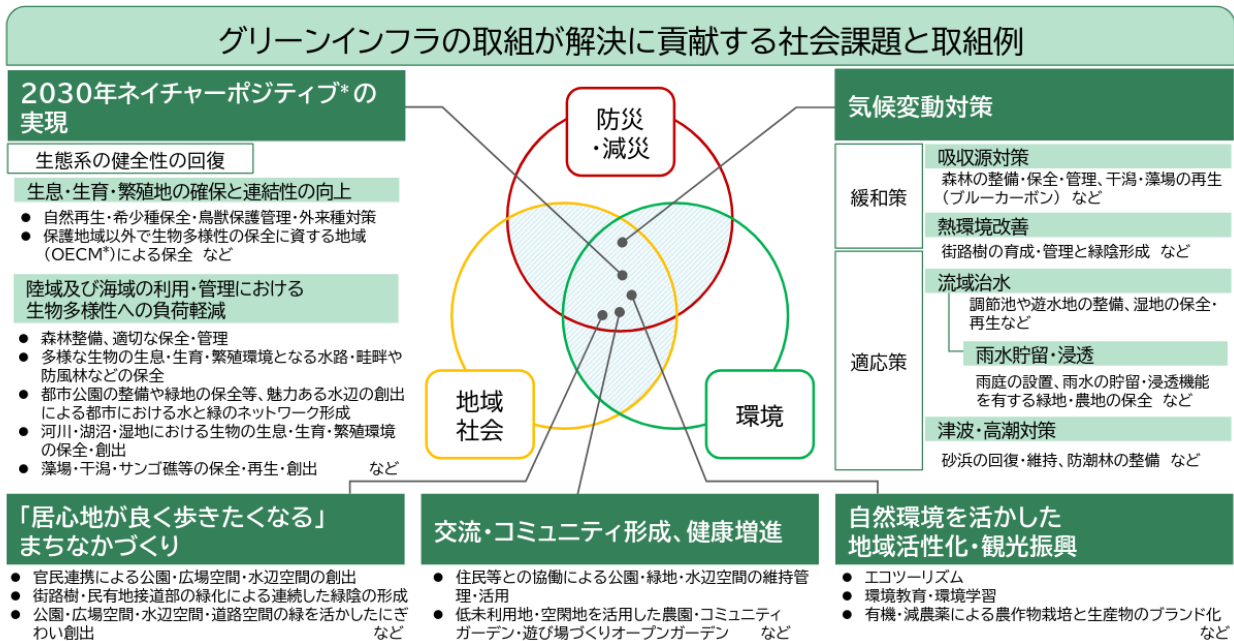 グリーンインフラの取組が解決に貢献する社会課題と取組例
2030年ネイチャーポジティブ*の
実現
生態系の健全性の回復
生息・生育・繁殖地の確保と連結性の向上
● 自然再生・希少種保全・鳥獣保護管理・外来種対策
● 保護地域以外で生物多様性の保全に資する地域
(OECM*)による保全 など
陸域及び海域の利用・管理における
生物多様性への負荷軽減
● 森林整備、適切な保全・管理
● 多様な生物の生息・生育・繁殖環境となる水路・畦畔や
防風林などの保全
● 都市公園の整備や緑地の保全等、魅力ある水辺の創出
による都市における水と緑のネットワーク形成
● 河川・湖沼・湿地における生物の生息・生育・繁殖環境
の保全・創出
● 藻場・干潟・サンゴ礁等の保全・再生・創出 など
防災
・減災
地域
社会
環境
気候変動対策
緩和策
吸収源対策
森林の整備・保全・管理、干潟・藻場の再生
(ブルーカーボン) など
熱環境改善
街路樹の育成・管理と緑陰形成 など
適応策
流域治水
調節池や遊水地の整備、湿地の保全・
再生など
雨水貯留・浸透
雨庭の設置、雨水の貯留・浸透機能
を有する緑地・農地の保全 など
津波・高潮対策
砂浜の回復・維持、防潮林の整備 など
「居心地が良く歩きたくなる」
まちなかづくり
● 官民連携による公園・広場空間・水辺空間の創出
● 街路樹・民有地接道部の緑化による連続した緑陰の形成
● 公園・広場空間・水辺空間・道路空間の緑を活かしたにぎ
わい創出 など
交流・コミュニティ形成、健康増進
● 住民等との協働による公園・緑地・水辺空間の維持管
理・活用
● 低未利用地・空閑地を活用した農園・コミュニティ
ガーデン・遊び場づくりオープンガーデン など
自然環境を活かした
地域活性化・観光振興
● エコツーリズム
● 環境教育・環境学習
● 有機・減農薬による農作物栽培と生産物のブランド化
など